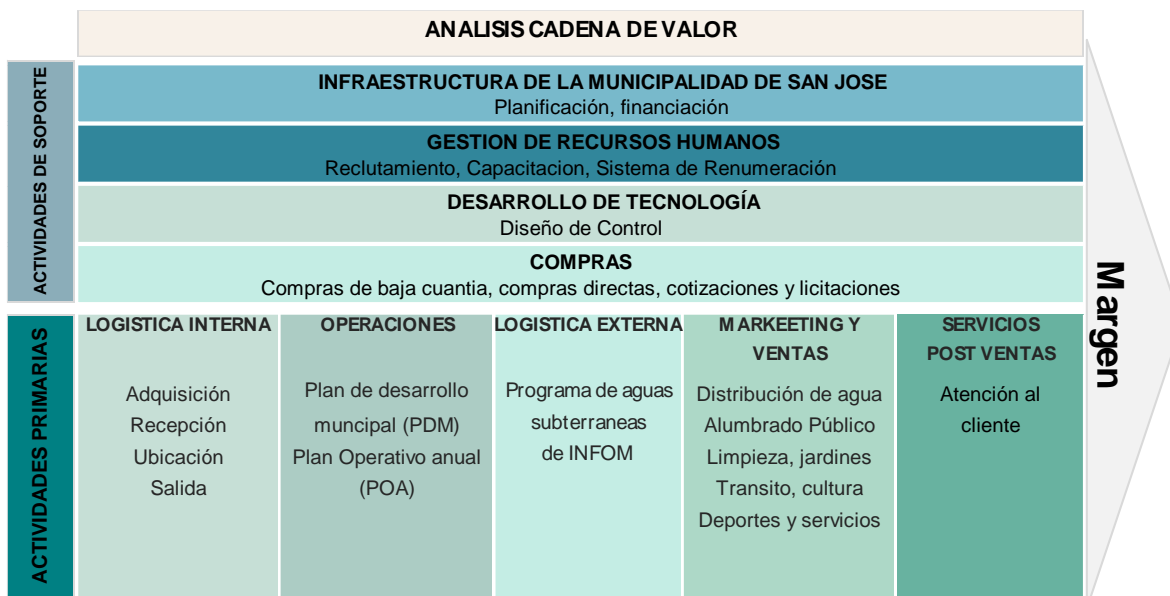 ANALISIS CADENA DE VALOR
ACTIVIDADES DE SOPORTE
INFRAESTRUCTURA DE LA MUNICIPALIDAD DE SAN JOSE
Planificación, financiación
GESTION DE RECURSOS HUMANOS
Reclutamiento, Capacitacion, Sistema de Renumeración
DESARROLLO DE TECNOLOGÍA
Diseño de Control
COMPRAS
Compras de baja cuantia, compras directas, cotizaciones y licitaciones
ACTIVIDADES PRIMARIAS
LOGISTICA INTERNA
Adquisición
Recepción
Ubicación
Salida
OPERACIONES
Plan de desarrollo
muncipal (PDM)
Plan Operativo anual
(POA)
LOGISTICA EXTERNA
Programa de aguas
subterraneas
de INFOM
MARKEETING Y
VENTAS
Distribución de agua
Alumbrado Público
Limpieza, jardines
Transito, cultura
Deportes y servicios
SERVICIOS
POST VENTAS
Atención al
cliente
Margen